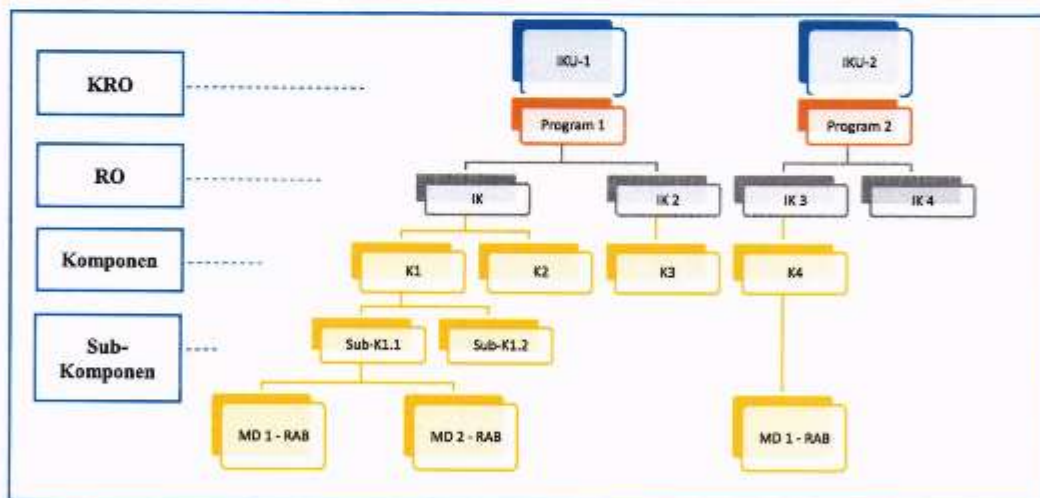 KRO
IKU-1
IKU-2
Program 1
Program 2
RO
IK
IK 2
IK 3
IK 4
Komponen
K1
K2
K3
K4
Sub-
Komponen
Sub-K1.1
Sub-K1.2
MD 1 - RAB
MD 2 - RAB
MD 1 - RAB